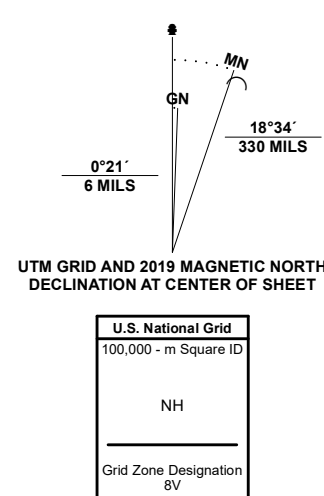 MN
GN
18°34´
330 MILS
0°21´
6 MILS
UTM GRID AND 2019 MAGNETIC NORTH
DECLINATION AT CENTER OF SHEET
U.S. National Grid
100,000 - m Square ID
NH
Grid Zone Designation
8V